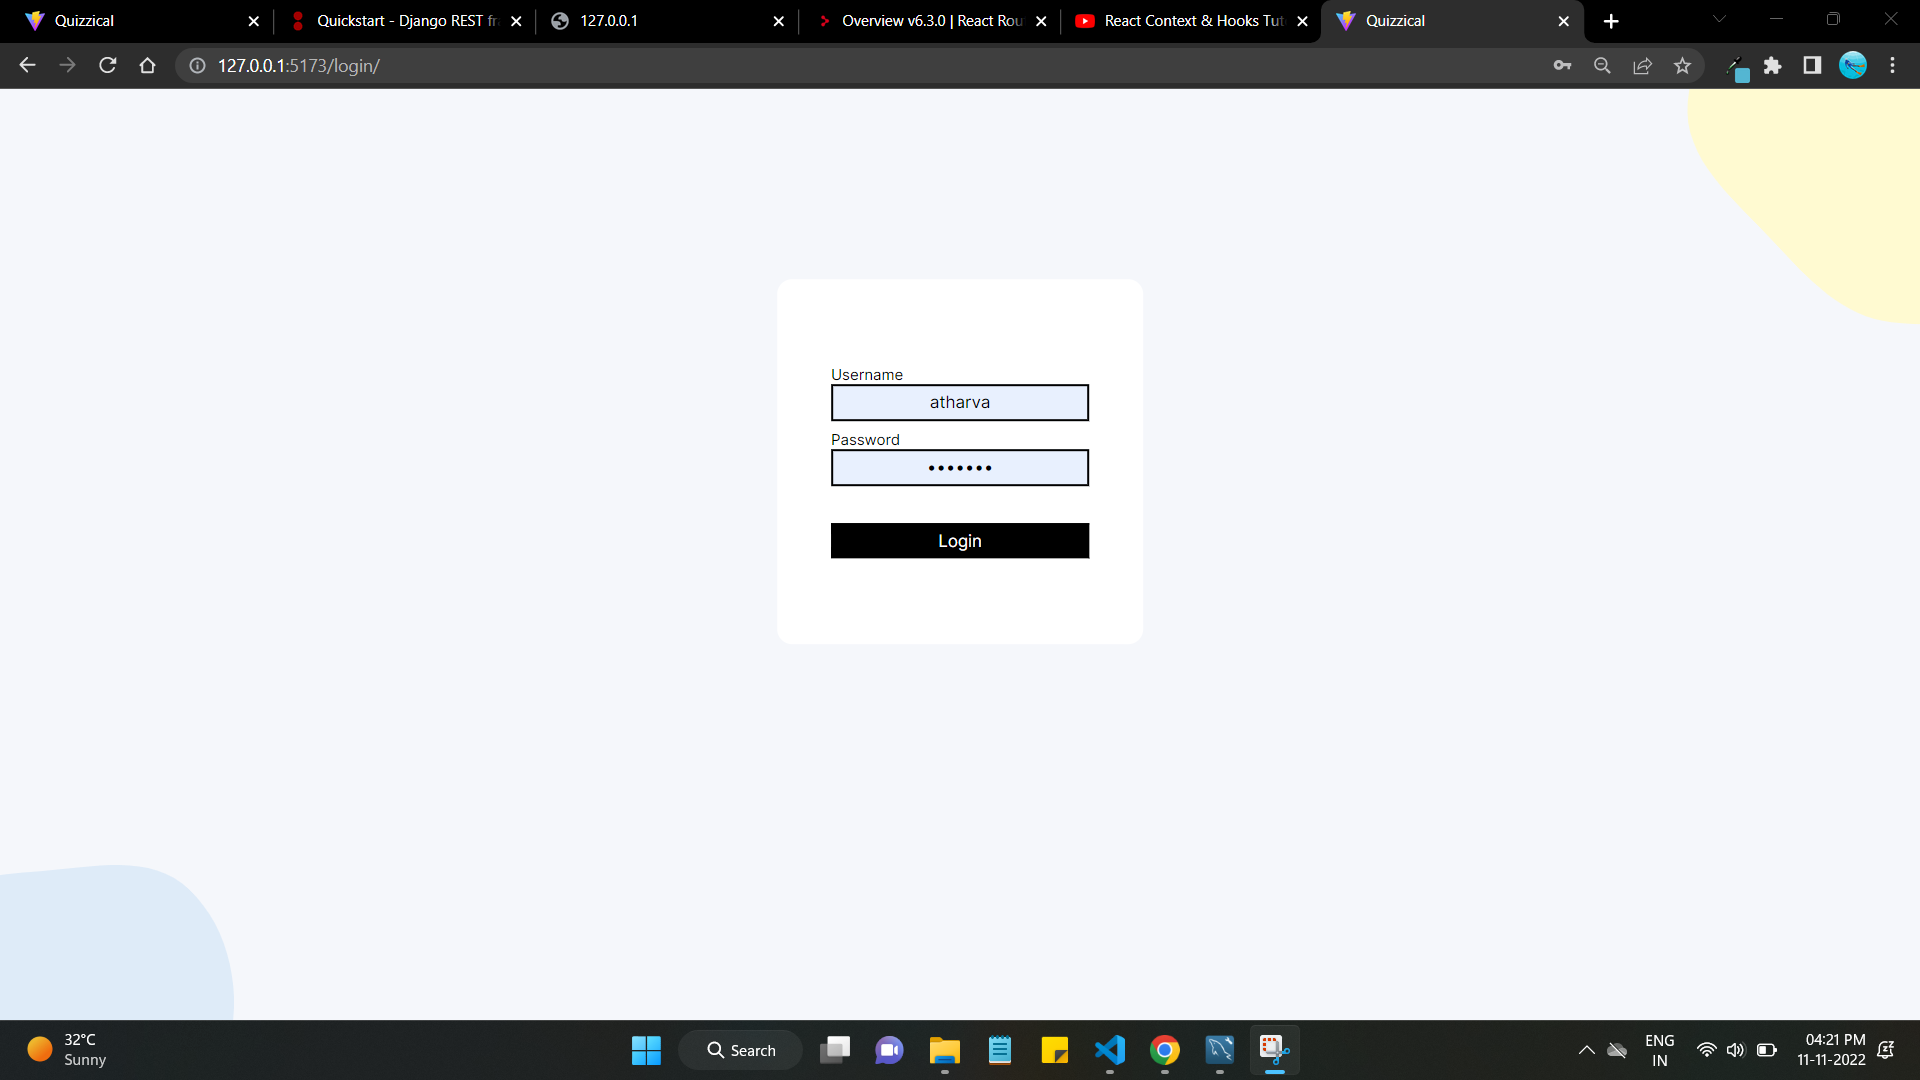 Quizzical
Quickstart - Django REST fr
127.0.0.1
Overview v6.3.0 | React Rou
React Context & Hooks Tut
Quizzical
127.0.0.1:5173/login/
Username
atharva
Password
•••••••
Login
32°C
Sunny
Search
ENG
IN
04:21 PM
11-11-2022